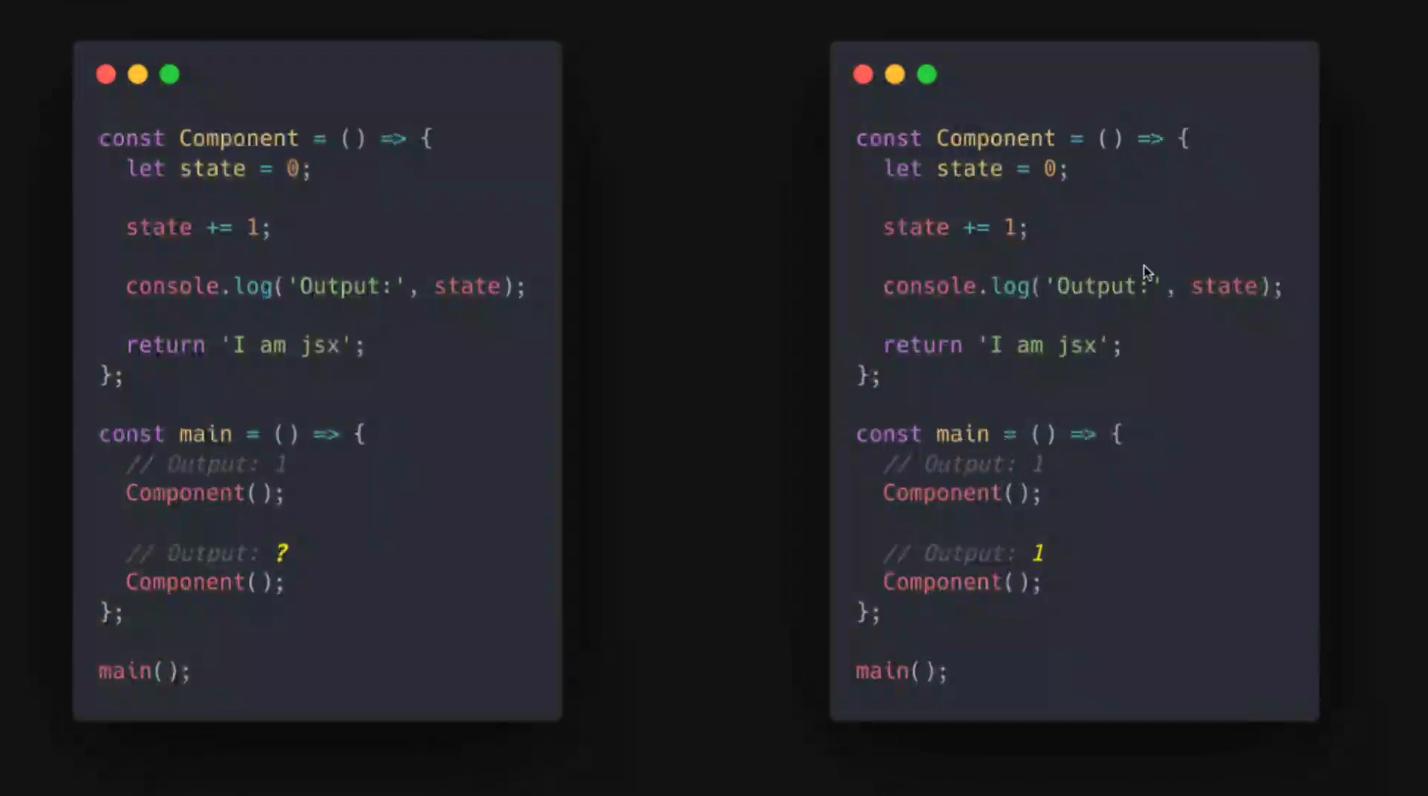 const Component = () => {
  let state = 0;
  state += 1;
  console.log('Output:', state);
  return 'I am jsx';
};
const main = () => {
  // Output: 1
  Component();
  // Output: ?
  Component();
};
main();
const Component = () => {
  let state = 0;
  state += 1;
  console.log('Output:', state);
  return 'I am jsx';
};
const main = () => {
  // Output: 1
  Component();
  // Output: 1
  Component();
};
main();